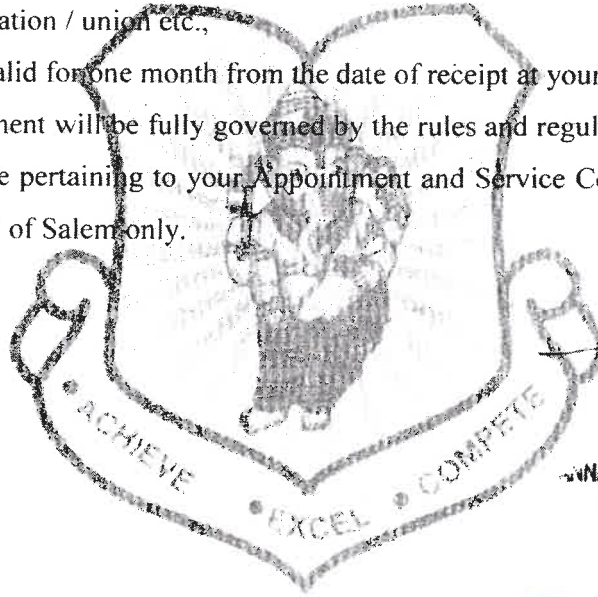 ation / union etc.,
alid for one month from the date of receipt at your
ment will be fully governed by the rules and regul
e pertaining to your Appointment and Service Co
of Salem only.
• ACHIEVE • EXCEL • COMPETE